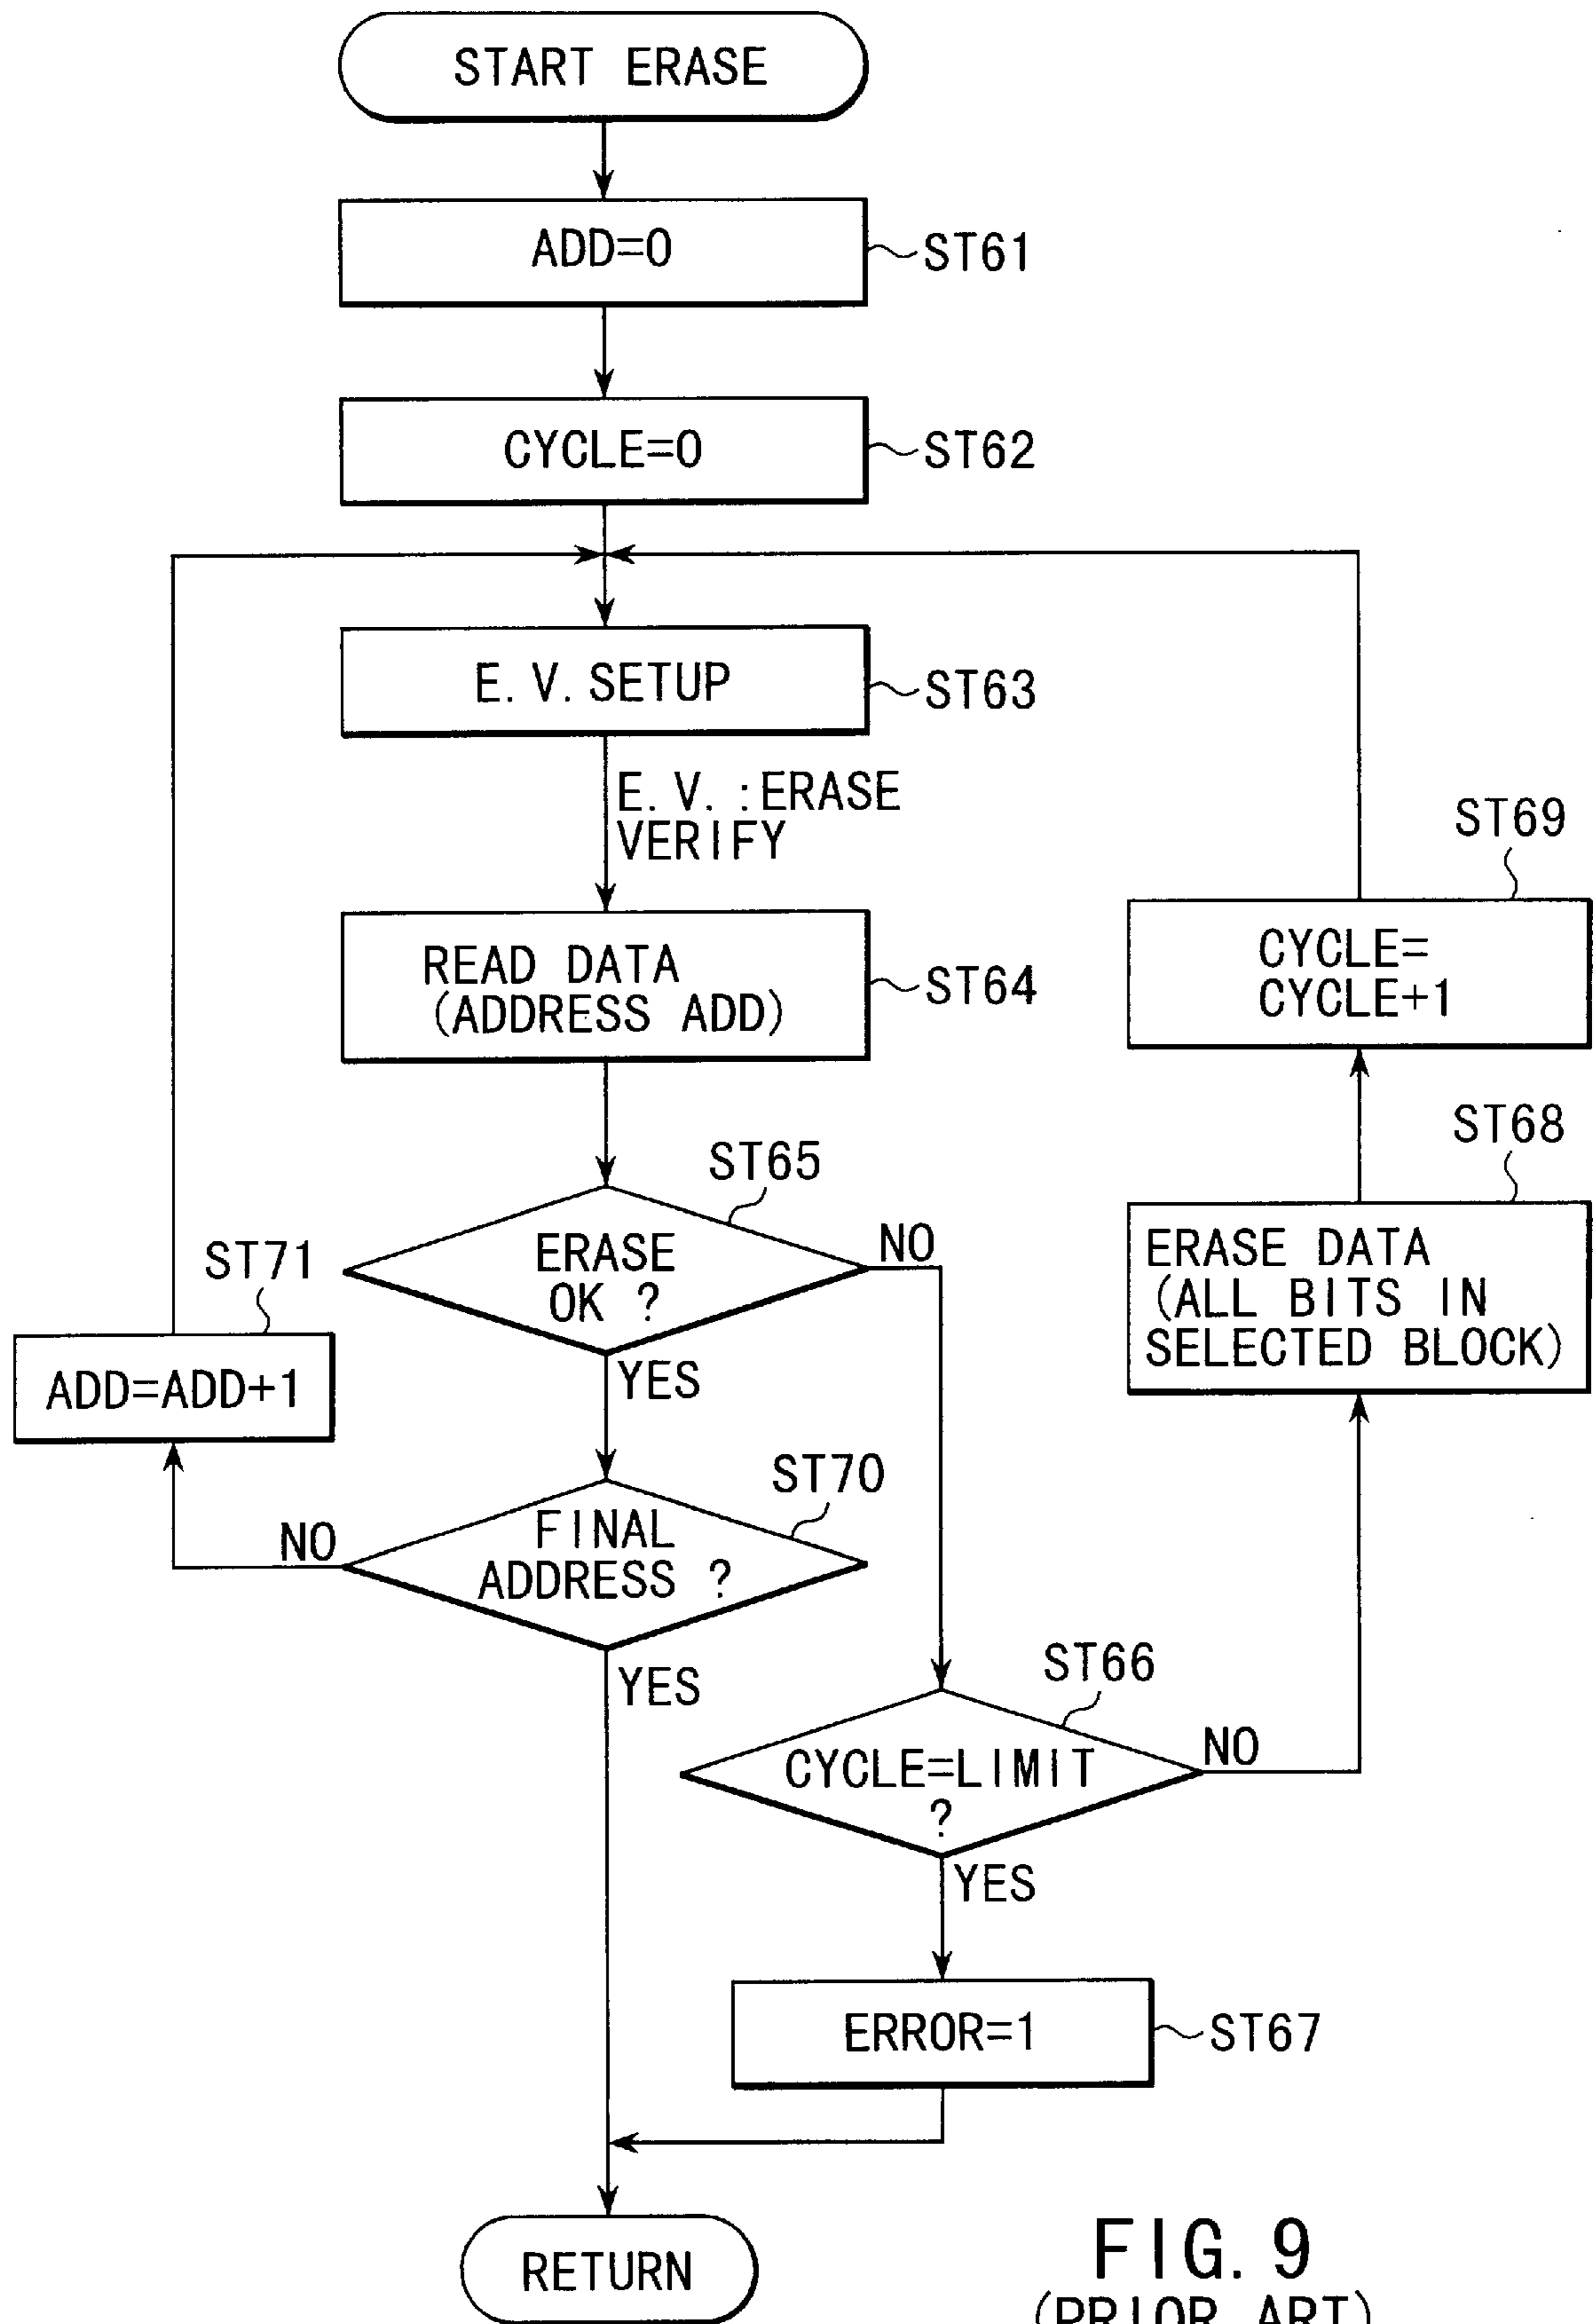 START ERASE
ADD=0
ST61
CYCLE=0
ST62
E. V. SETUP
ST63
E. V. :ERASE
VERIFY
READ DATA
(ADDRESS ADD)
ST64
ST65
ERASE
OK ?
NO
YES
ST71
ADD=ADD+1
ST70
FINAL
ADDRESS ?
NO
YES
ST69
CYCLE=
CYCLE+1
ST68
ERASE DATA
(ALL BITS IN
SELECTED BLOCK)
ST66
CYCLE=LIMIT
?
NO
YES
ERROR=1
ST67
RETURN
FIG. 9
(PRIOR ART)